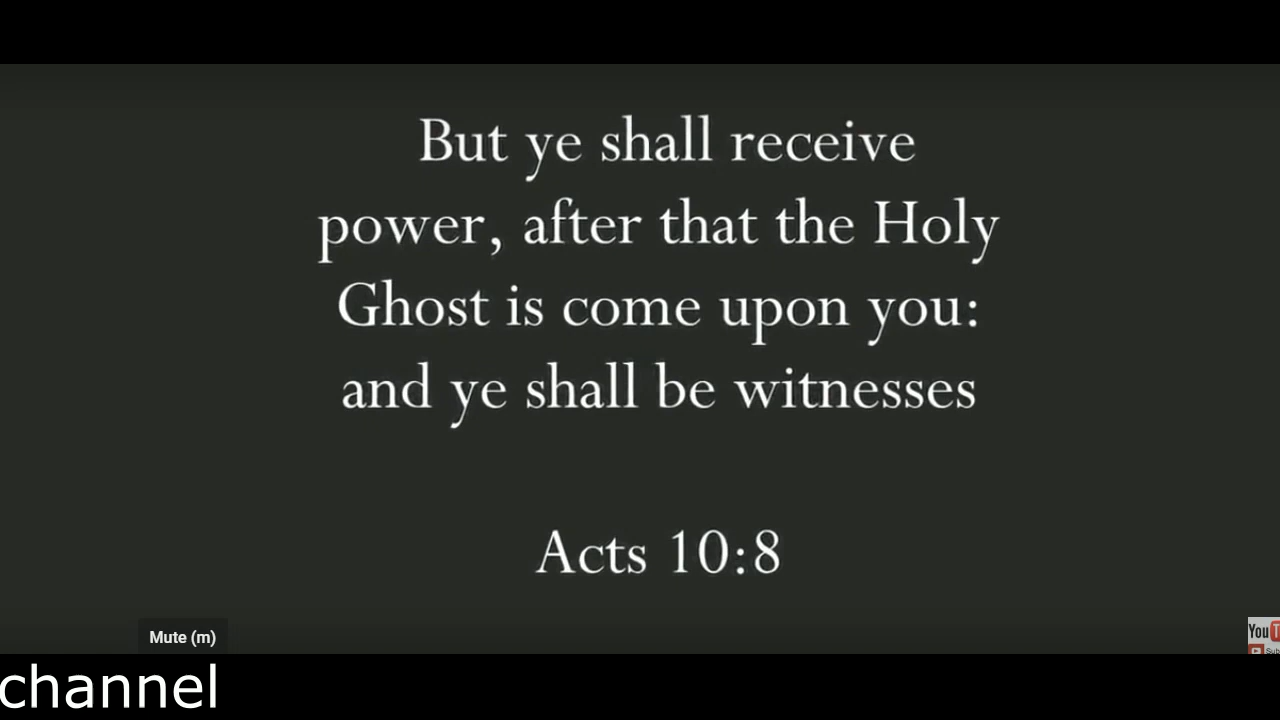 But ye shall receive
power, after that the Holy
Ghost is come upon you:
and ye shall be witnesses
Acts 10:8
Mute (m)
You
channel